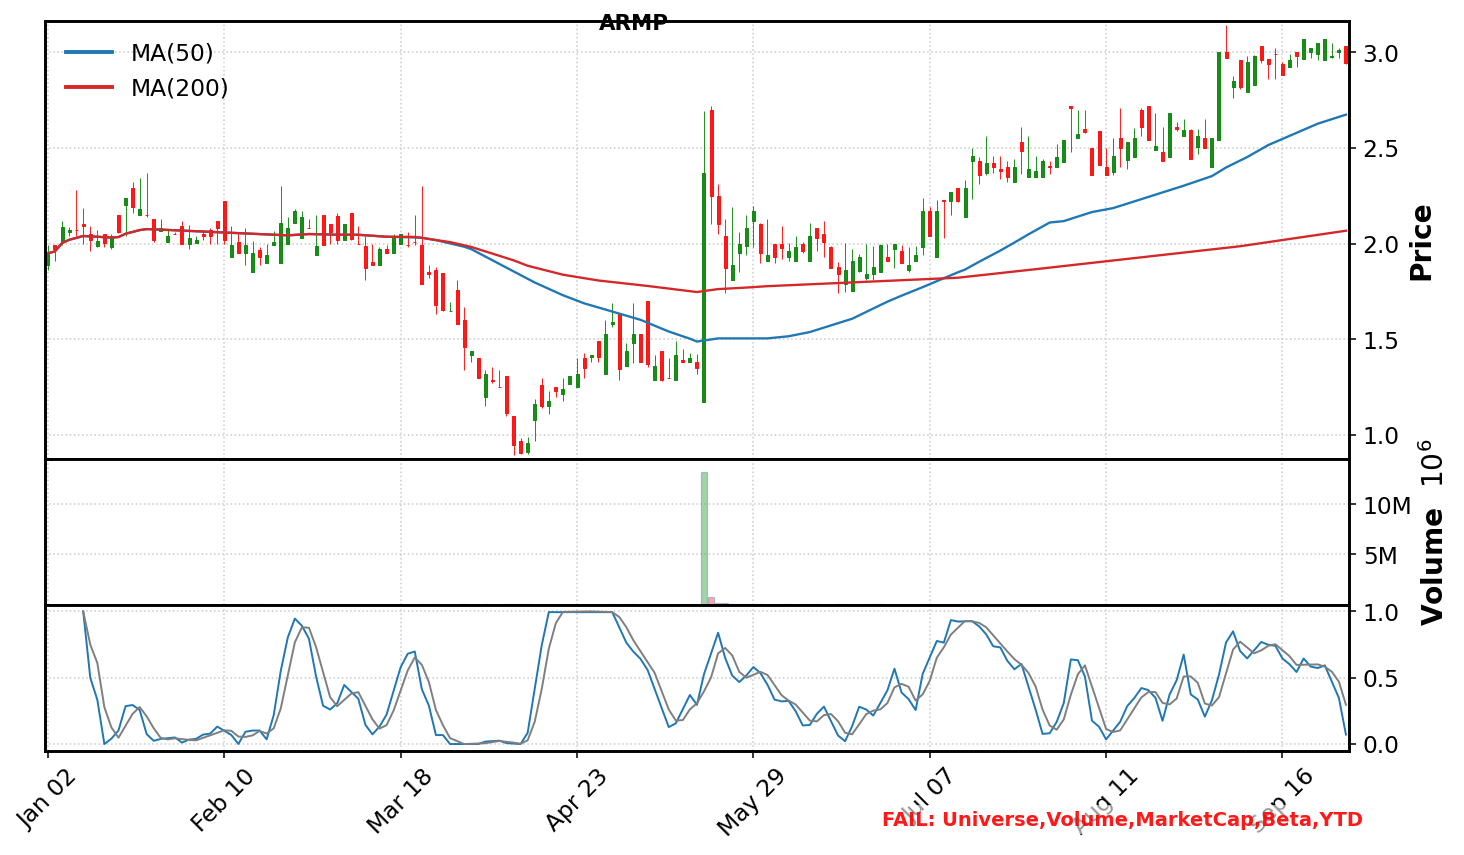 ARMP
MA(50)
MA(200)
3.0
2.5
2.0
1.5
1.0
Price
10M
5M
Volume 10^6
1.0
0.5
0.0
Jan 02
Feb 10
Mar 18
Apr 23
May 29
Jul 07
Aug 11
Sep 16
FAIL: Universe,Volume,MarketCap,Beta,YTD